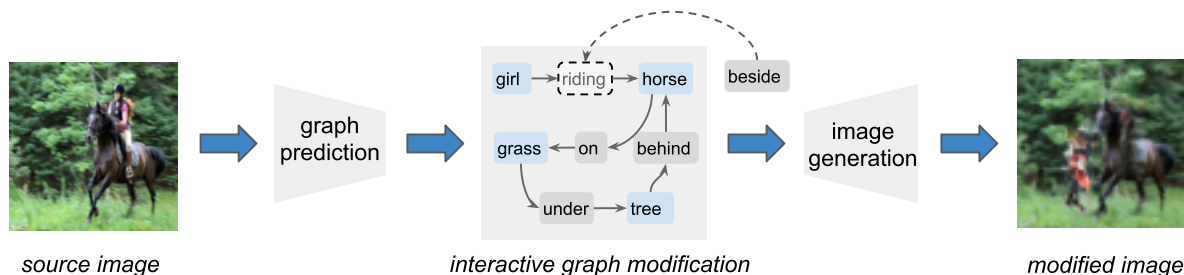 girl
riding
horse
beside
graph
prediction
grass
on
behind
image
generation
under
tree
source image
interactive graph modification
modified image